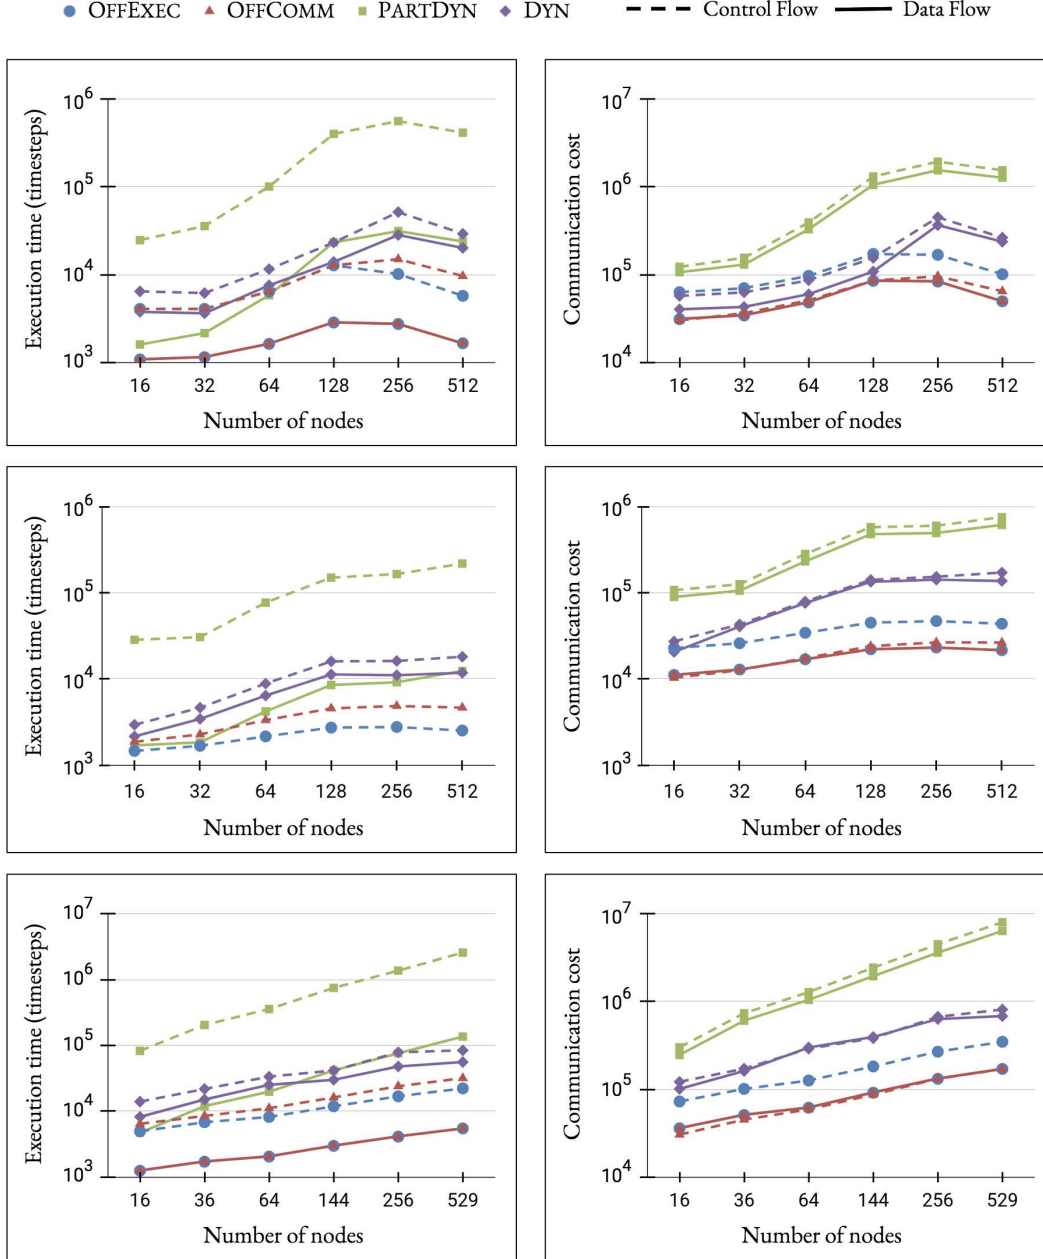 OFFEXEC OFFCOMM PARTDYN DYN Control Flow Data Flow
10^6
10^5
10^4
10^3
Execution time (timesteps)
16 32 64 128 256 512
Number of nodes
10^7
10^6
10^5
10^4
Communication cost
16 32 64 128 256 512
Number of nodes
10^6
10^5
10^4
10^3
Execution time (timesteps)
16 32 64 128 256 512
Number of nodes
10^6
10^5
10^4
10^3
Communication cost
16 32 64 128 256 512
Number of nodes
10^7
10^6
10^5
10^4
10^3
Execution time (timesteps)
16 36 64 144 256 529
Number of nodes
10^7
10^6
10^5
10^4
Communication cost
16 36 64 144 256 529
Number of nodes